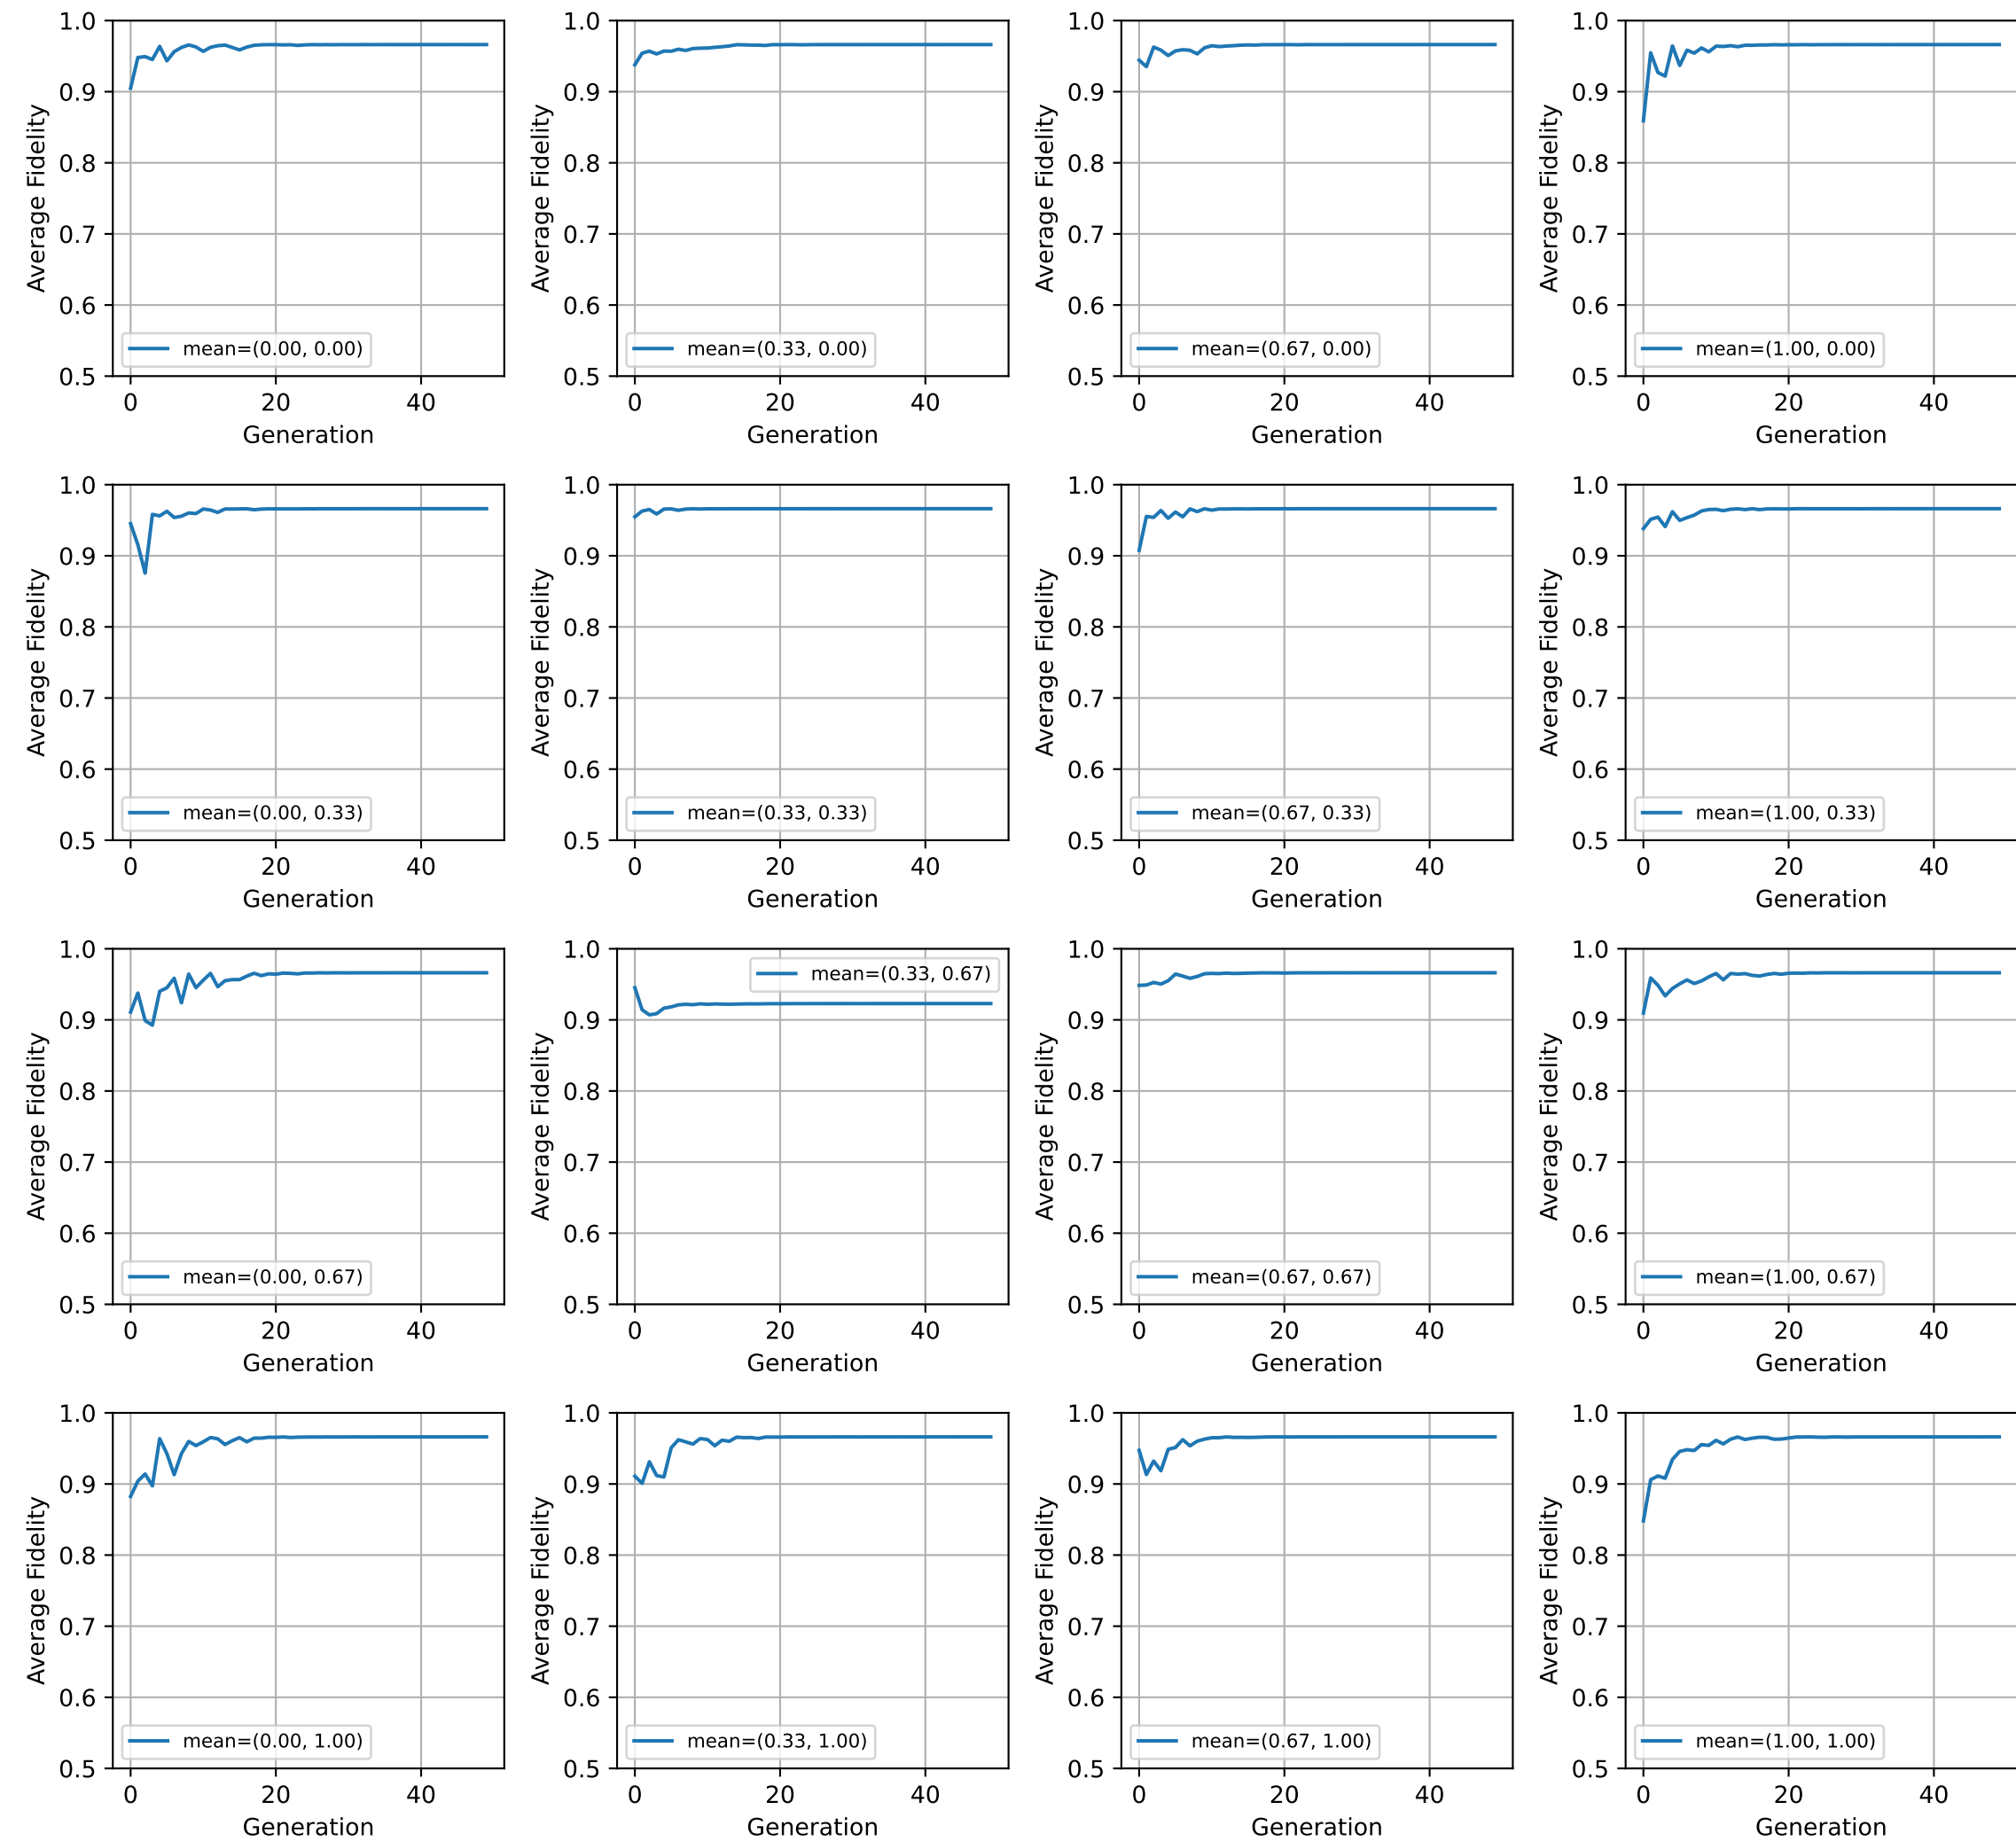 1.0
0.9
0.8
0.7
0.6
0.5
Average Fidelity
mean=(0.00, 0.00)
0 20 40
Generation
1.0
0.9
0.8
0.7
0.6
0.5
Average Fidelity
mean=(0.33, 0.00)
0 20 40
Generation
1.0
0.9
0.8
0.7
0.6
0.5
Average Fidelity
mean=(0.67, 0.00)
0 20 40
Generation
1.0
0.9
0.8
0.7
0.6
0.5
Average Fidelity
mean=(1.00, 0.00)
0 20 40
Generation
1.0
0.9
0.8
0.7
0.6
0.5
Average Fidelity
mean=(0.00, 0.33)
0 20 40
Generation
1.0
0.9
0.8
0.7
0.6
0.5
Average Fidelity
mean=(0.33, 0.33)
0 20 40
Generation
1.0
0.9
0.8
0.7
0.6
0.5
Average Fidelity
mean=(0.67, 0.33)
0 20 40
Generation
1.0
0.9
0.8
0.7
0.6
0.5
Average Fidelity
mean=(1.00, 0.33)
0 20 40
Generation
1.0
0.9
0.8
0.7
0.6
0.5
Average Fidelity
mean=(0.00, 0.67)
0 20 40
Generation
1.0
0.9
0.8
0.7
0.6
0.5
Average Fidelity
mean=(0.33, 0.67)
0 20 40
Generation
1.0
0.9
0.8
0.7
0.6
0.5
Average Fidelity
mean=(0.67, 0.67)
0 20 40
Generation
1.0
0.9
0.8
0.7
0.6
0.5
Average Fidelity
mean=(1.00, 0.67)
0 20 40
Generation
1.0
0.9
0.8
0.7
0.6
0.5
Average Fidelity
mean=(0.00, 1.00)
0 20 40
Generation
1.0
0.9
0.8
0.7
0.6
0.5
Average Fidelity
mean=(0.33, 1.00)
0 20 40
Generation
1.0
0.9
0.8
0.7
0.6
0.5
Average Fidelity
mean=(0.67, 1.00)
0 20 40
Generation
1.0
0.9
0.8
0.7
0.6
0.5
Average Fidelity
mean=(1.00, 1.00)
0 20 40
Generation